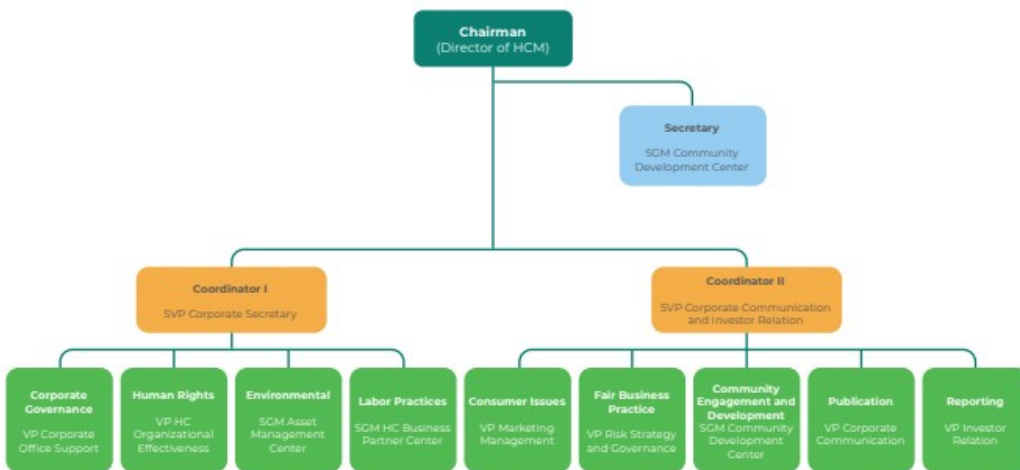 Chairman
(Director of HCM)
Secretary
SGM Community
Development Center
Coordinator I
SVP Corporate Secretary
Coordinator II
SVP Corporate Communication
and Investor Relation
Corporate
Governance
VP Corporate
Office Support
Human Rights
VP HC
Organizational
Effectiveness
Environmental
SGM Asset
Management
Center
Labor Practices
SGM HC Business
Partner Center
Consumer Issues
VP Marketing
Management
Fair Business
Practice
VP Risk Strategy
and Governance
Community
Engagement and
Development
SGM Community
Development
Center
Publication
VP Corporate
Communication
Reporting
VP Investor
Relation